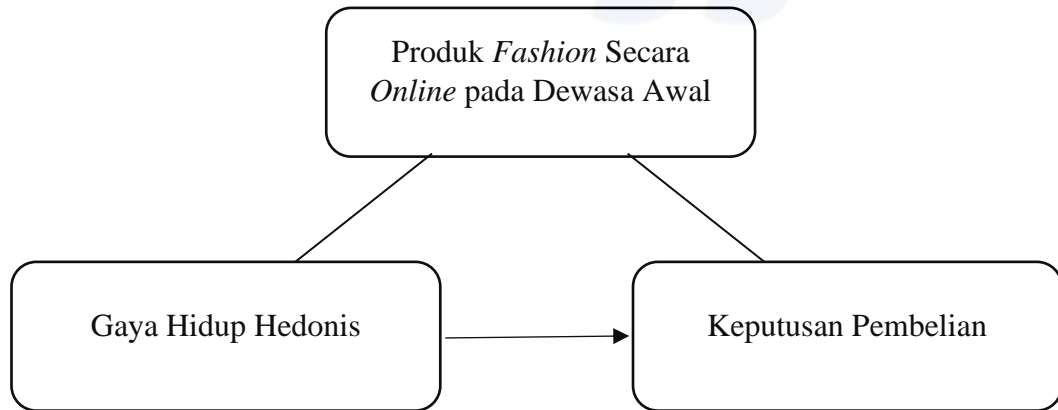 Produk Fashion Secara
Online pada Dewasa Awal
Gaya Hidup Hedonis
Keputusan Pembelian